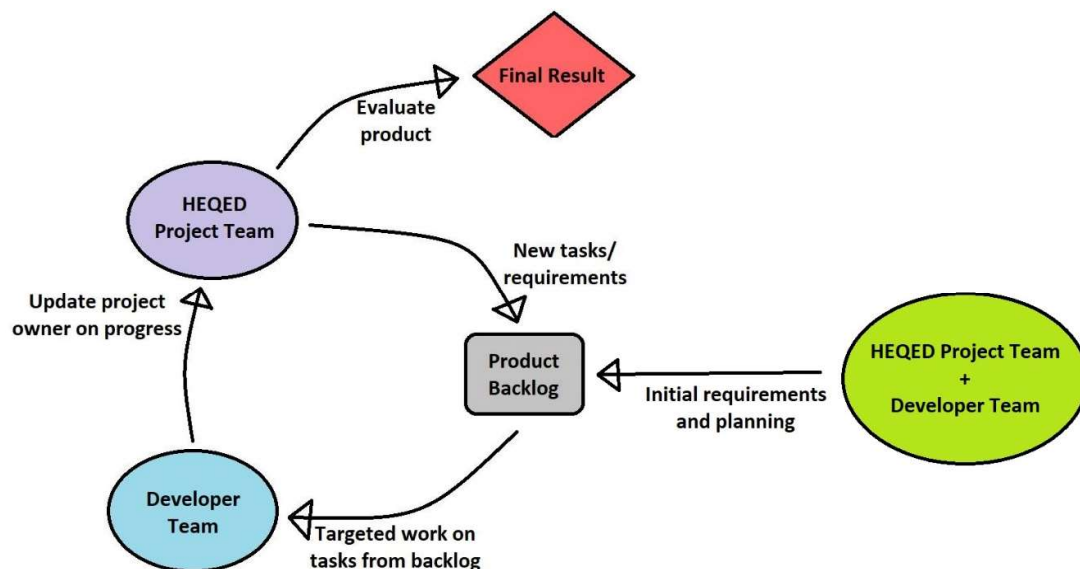 Final Result
Evaluate
product
HEQED
Project Team
New tasks/
requirements
Update project
owner on progress
Product
Backlog
HEQED Project Team
+
Developer Team
Initial requirements
and planning
Developer
Team
Targeted work on
tasks from backlog